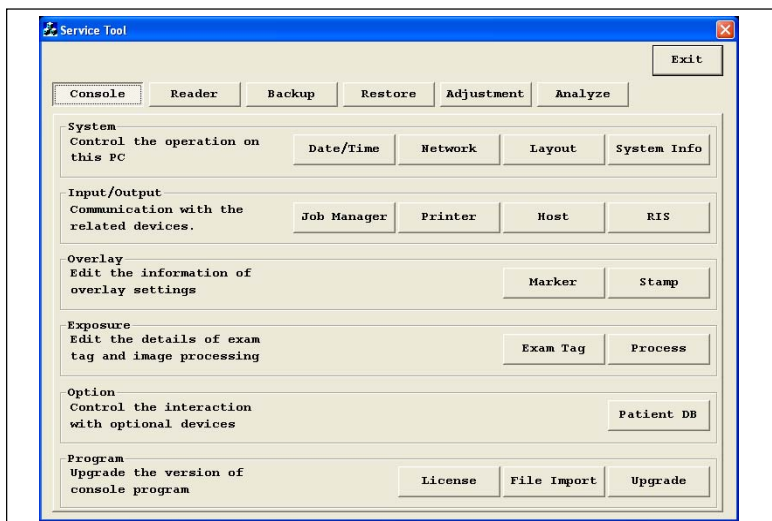 Service Tool
Exit
Console Reader Backup Restore Adjustment Analyze
System
Control the operation on
this PC
Date/Time Network Layout System Info
Input/Output
Communication with the
related devices.
Job Manager Printer Host RIS
Overlay
Edit the information of
overlay settings
Marker Stamp
Exposure
Edit the details of exam
tag and image processing
Exam Tag Process
Option
Control the interaction
with optional devices
Patient DB
Program
Upgrade the version of
console program
License File Import Upgrade